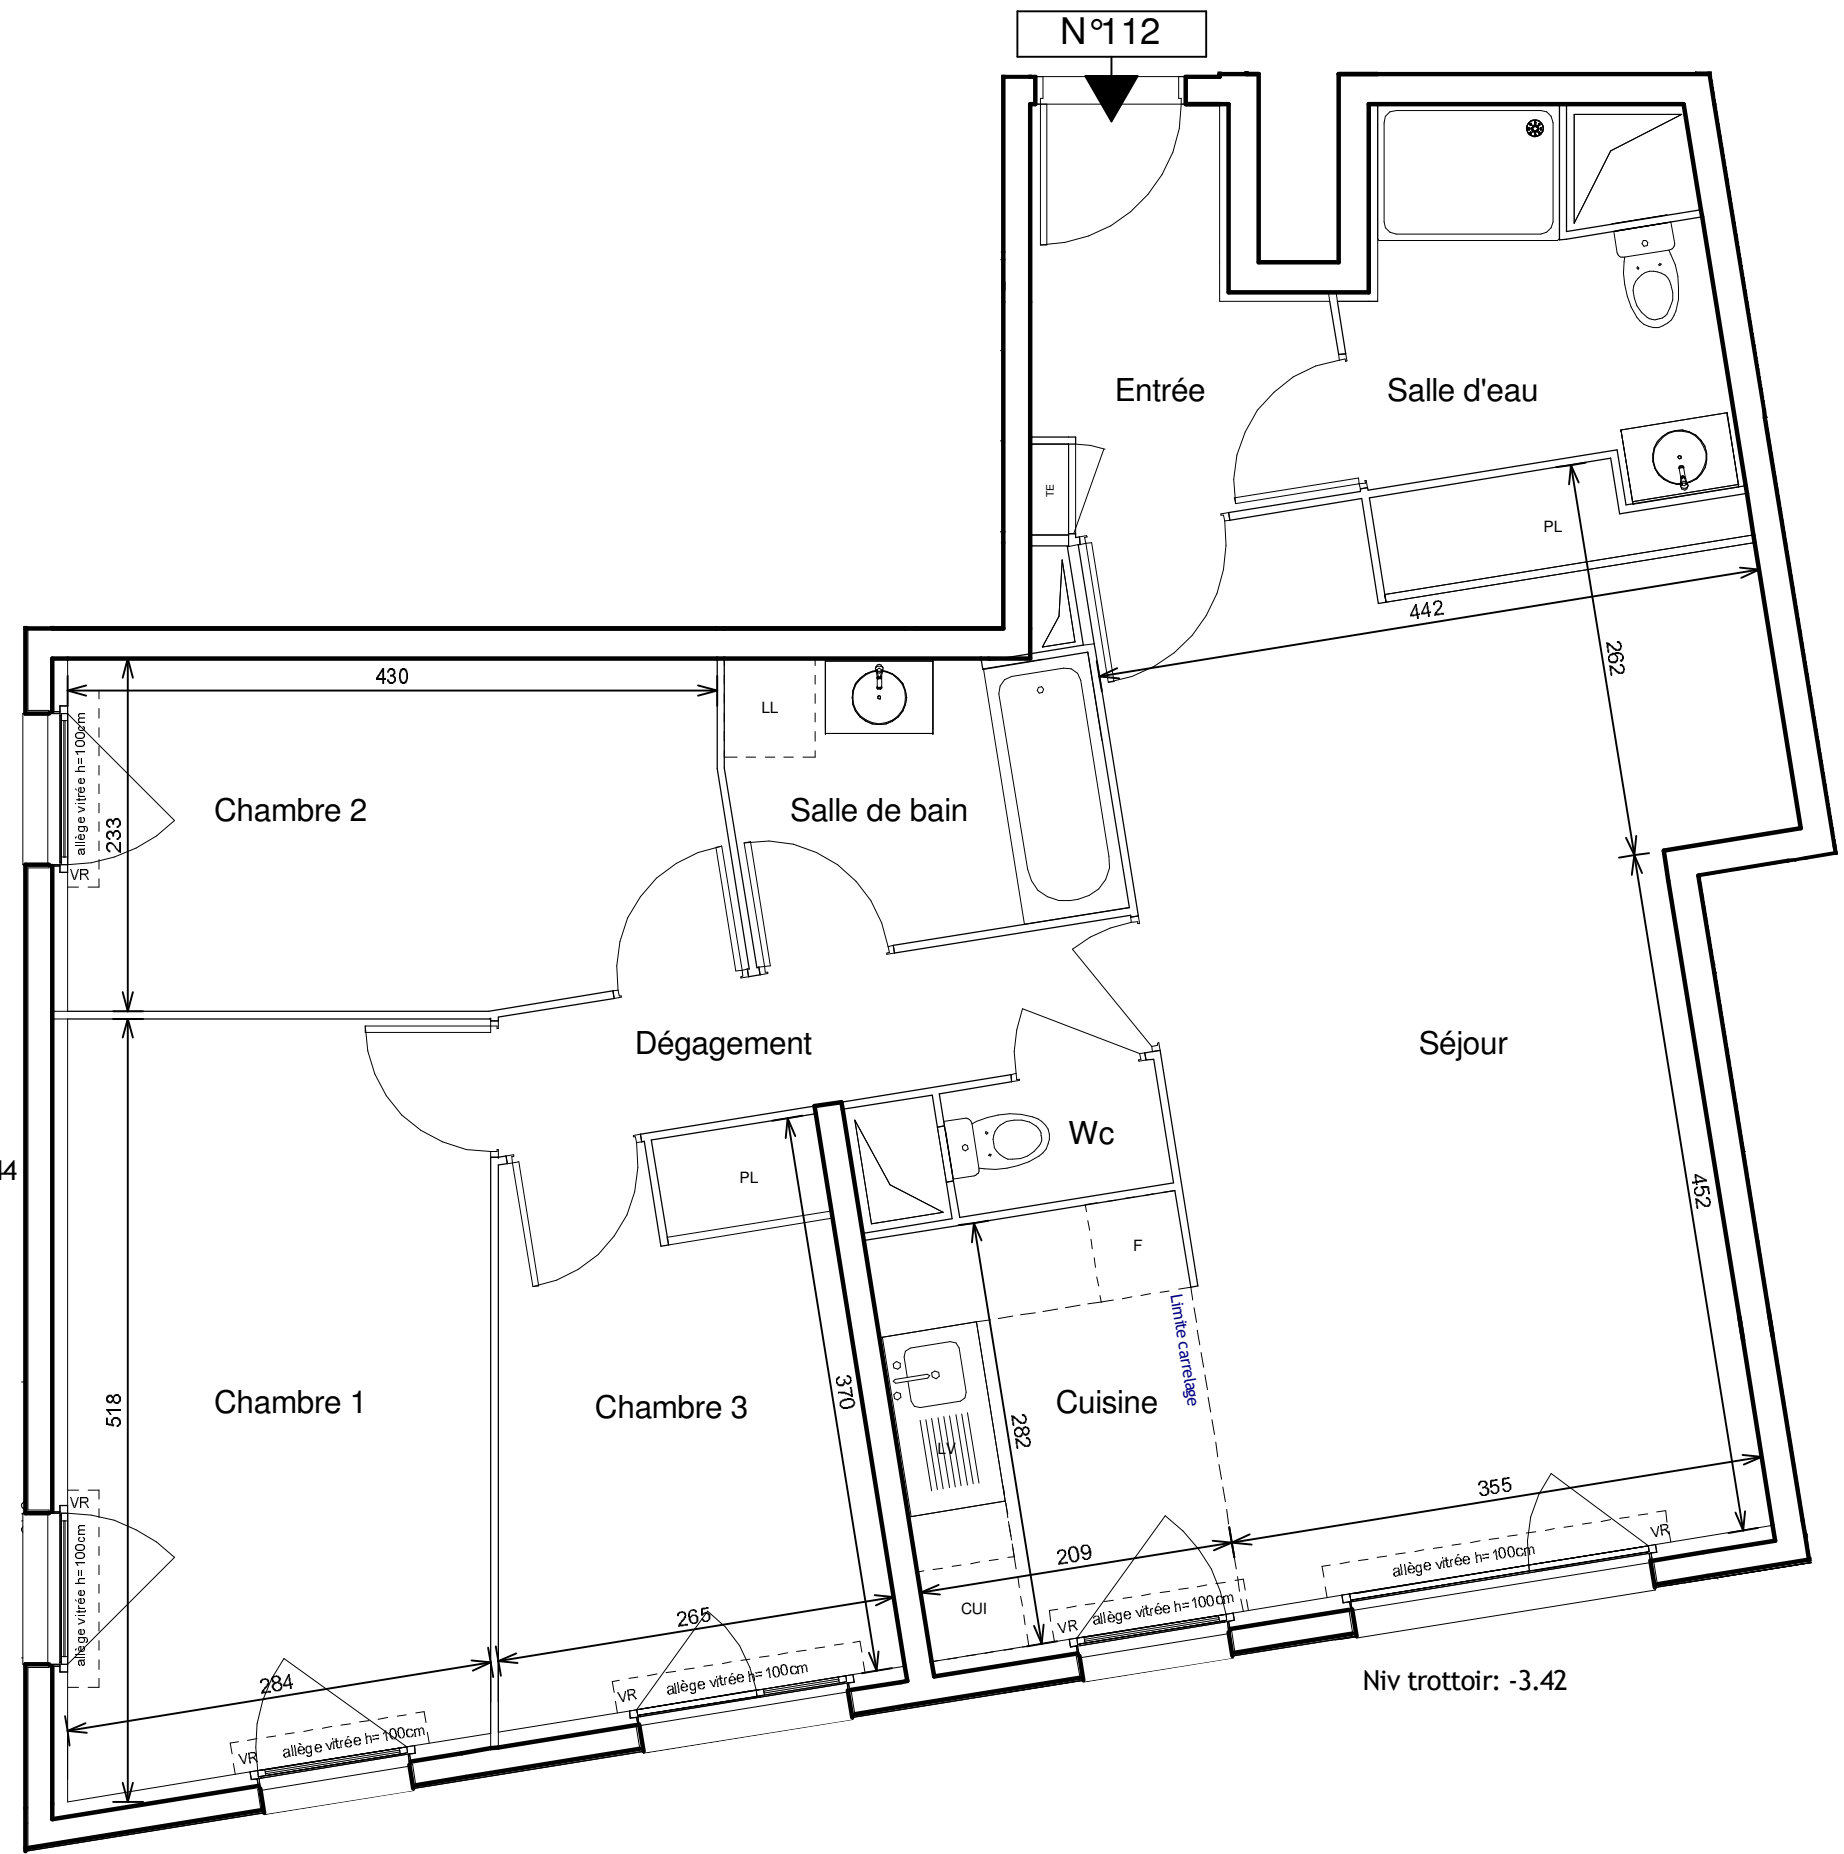 N°112
Entrée
Salle d'eau
TE
PL
442
262
430
LL
allège vitrée h=100cm
233
VR
Chambre 2
Salle de bain
Dégagement
Séjour
Wc
PL
44
452
F
Limite carrelage
518
Chambre 1
Chambre 3
370
282
Cuisine
LV
355
VR
allège vitrée h=100cm
209
allège vitrée h=100cm
VR
CUI
265
VR
allège vitrée h=100cm
VR
allège vitrée h=100cm
284
VR
allège vitrée h=100cm
Niv trottoir: -3.42